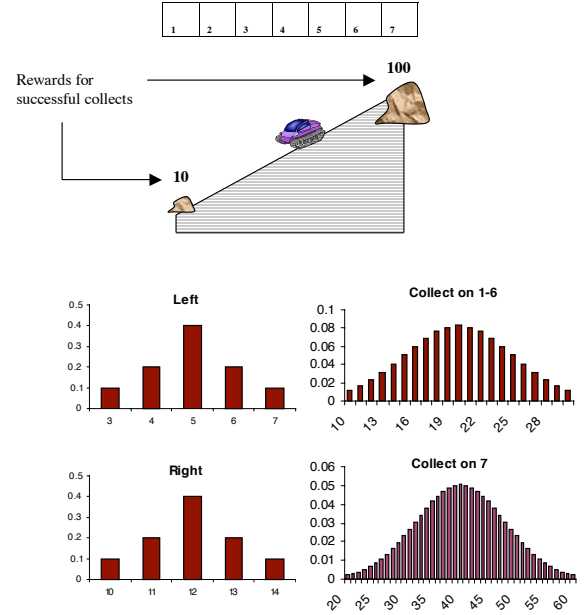 1 2 3 4 5 6 7
100
Rewards for
successful collects
10
Left
0.5
0.4
0.3
0.2
0.1
0
3 4 5 6 7
Collect on 1-6
0.1
0.08
0.06
0.04
0.02
0
10 13 16 19 22 25 28
Right
0.5
0.4
0.3
0.2
0.1
0
10 11 12 13 14
Collect on 7
0.06
0.05
0.04
0.03
0.02
0.01
0
20 25 30 35 40 45 50 55 60